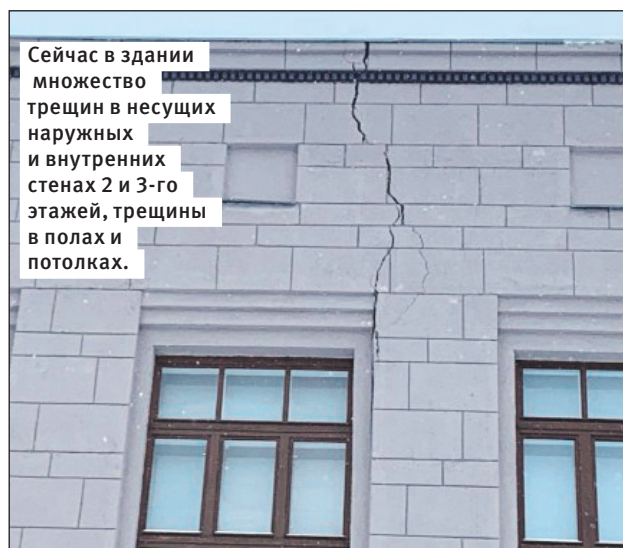 Сейчас в здании
множество
трещин в несущих
наружных
и внутренних
стенах 2 и 3-го
этажей, трещины
в полах и
потолках.